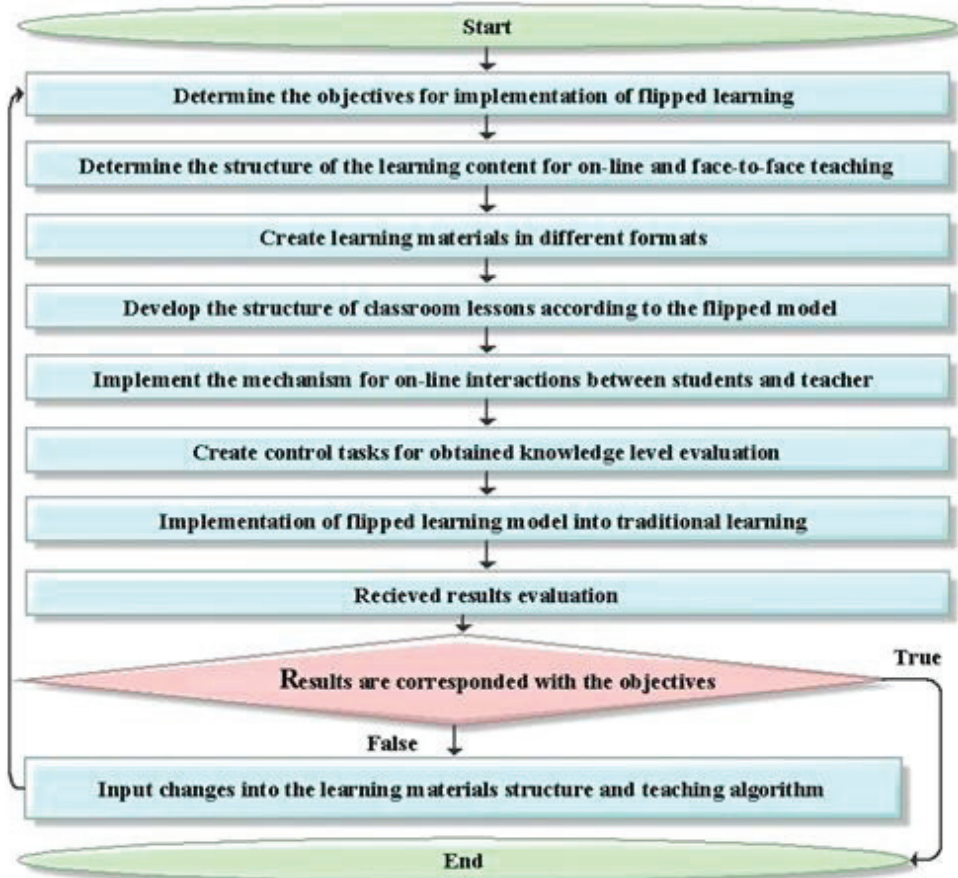 Start
Determine the objectives for implementation of flipped learning
Determine the structure of the learning content for on-line and face-to-face teaching
Create learning materials in different formats
Develop the structure of classroom lessons according to the flipped model
Implement the mechanism for on-line interactions between students and teacher
Create control tasks for obtained knowledge level evaluation
Implementation of flipped learning model into traditional learning
Recieved results evaluation
True
Results are corresponded with the objectives
False
Input changes into the learning materials structure and teaching algorithm
End